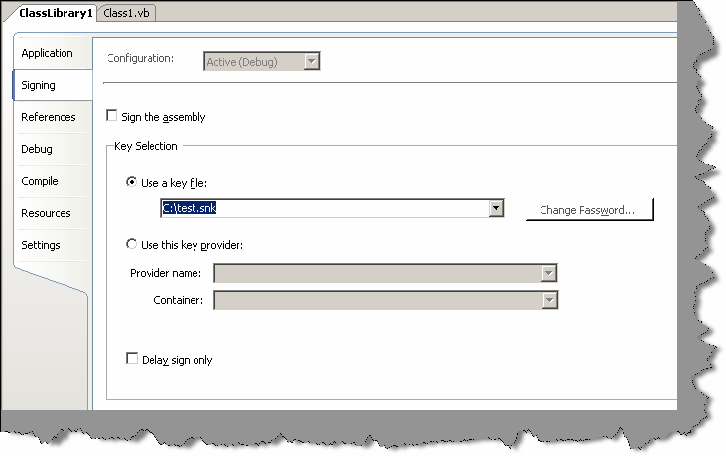 ClassLibrary1 Class1.vb
Application
Signing
References
Debug
Compile
Resources
Settings
Configuration: Active (Debug)
Sign the assembly
Key Selection
Use a key file:
C:\test.snk
Change Password...
Use this key provider:
Provider name:
Container:
Delay sign only